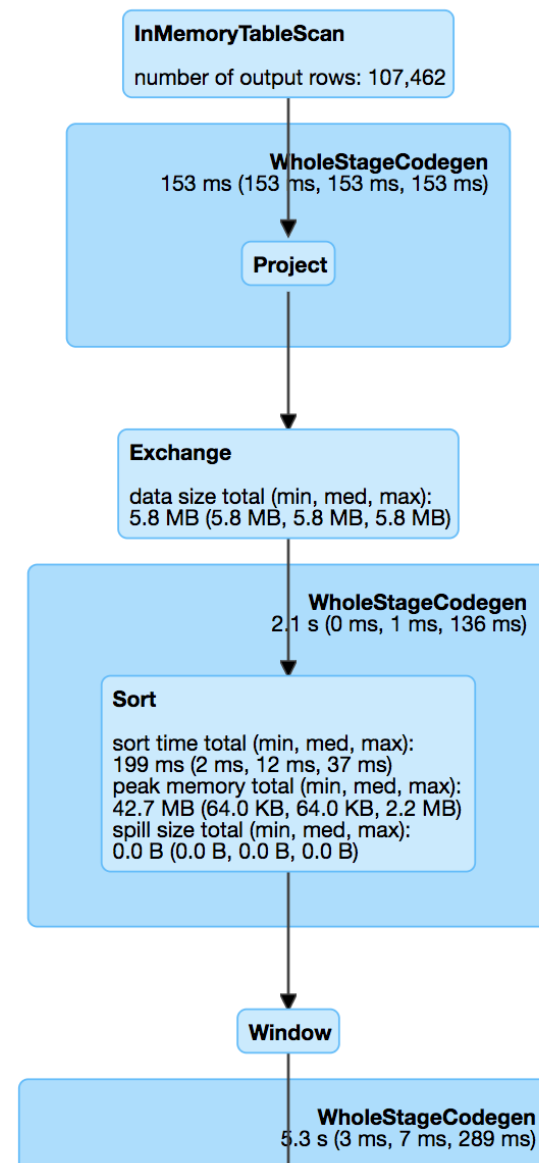 InMemoryTableScan
number of output rows: 107,462
WholeStageCodegen
153 ms (153 ms, 153 ms, 153 ms)
Project
Exchange
data size total (min, med, max):
5.8 MB (5.8 MB, 5.8 MB, 5.8 MB)
WholeStageCodegen
2.1 s (0 ms, 1 ms, 136 ms)
Sort
sort time total (min, med, max):
199 ms (2 ms, 12 ms, 37 ms)
peak memory total (min, med, max):
42.7 MB (64.0 KB, 64.0 KB, 2.2 MB)
spill size total (min, med, max):
0.0 B (0.0 B, 0.0 B, 0.0 B)
Window
WholeStageCodegen
5.3 s (3 ms, 7 ms, 289 ms)